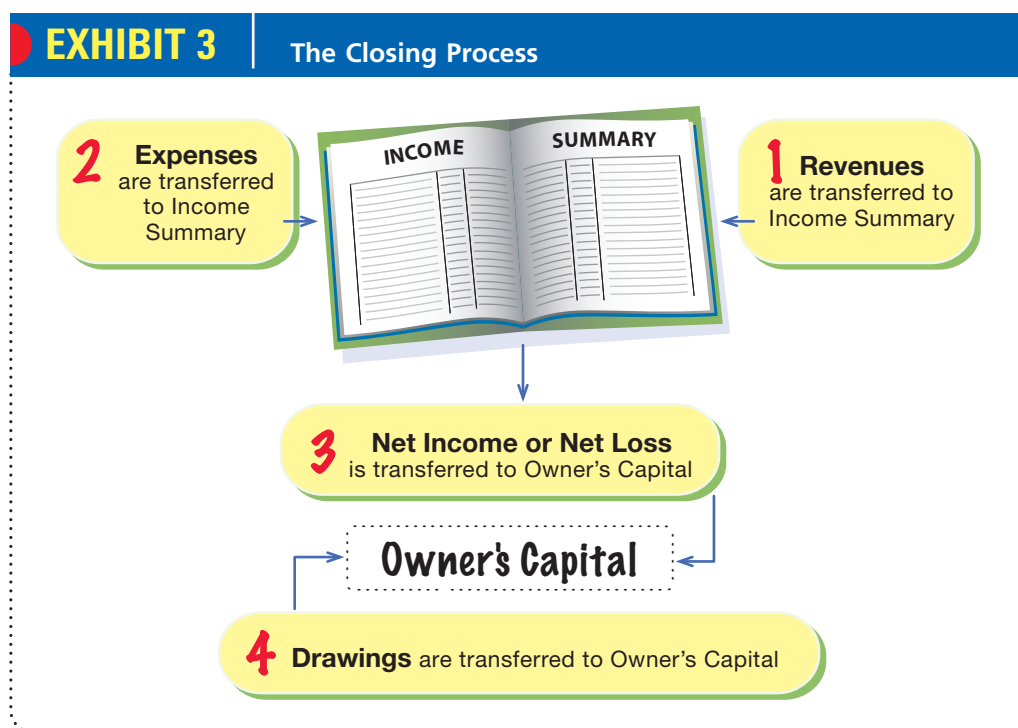 EXHIBIT 3
The Closing Process
2 Expenses
are transferred
to Income
Summary
INCOME
SUMMARY
1 Revenues
are transferred to
Income Summary
3 Net Income or Net Loss
is transferred to Owner's Capital
Owner's Capital
4 Drawings are transferred to Owner's Capital